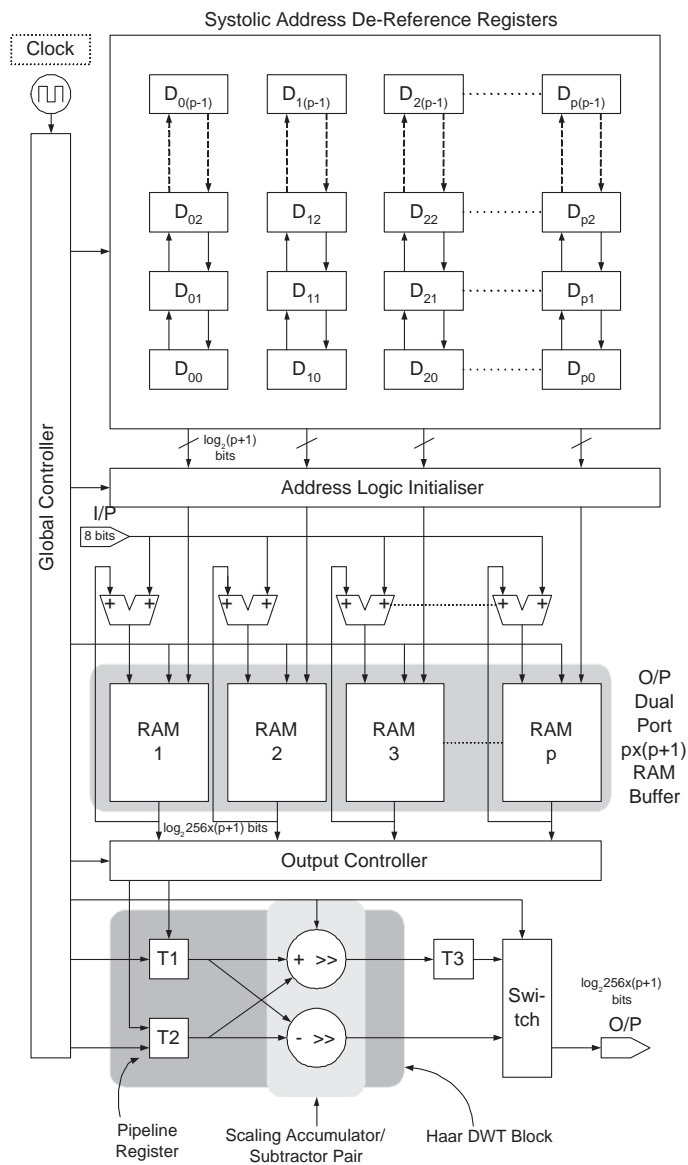 Systolic Address De-Reference Registers
Clock
D0(p-1) D1(p-1) D2(p-1) Dp(p-1)
D02 D12 D22 Dp2
D01 D11 D21 Dp1
D00 D10 D20 Dp0
Global Controller
log2(p+1)
bits
Address Logic Initialiser
I/P
8 bits
+ + + + + + + +
O/P
Dual
Port
px(p+1)
RAM
Buffer
RAM
1
RAM
2
RAM
3
RAM
p
log2256x(p+1) bits
Output Controller
T1
+ >>
T3
Swi-
tch
log2256x(p+1)
bits
O/P
T2
- >>
Pipeline
Register
Scaling Accumulator/
Subtractor Pair
Haar DWT Block